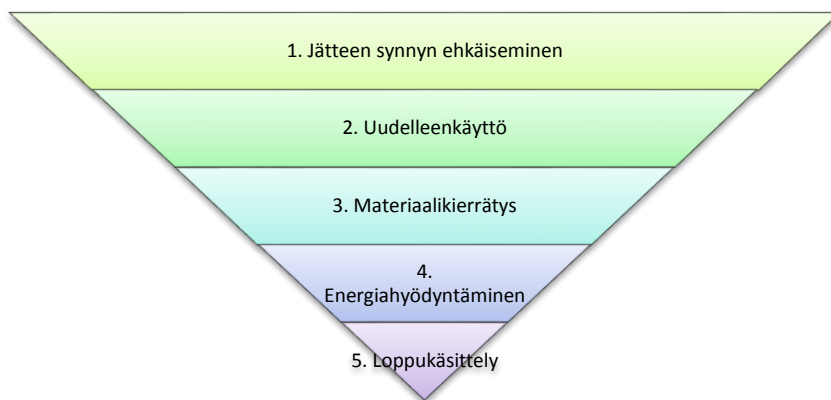 1. Jätteen synnyn ehkäiseminen
2. Uudelleenkäyttö
3. Materiaalikierrätys
4.
Energiahyödyntäminen
5. Loppukäsittely